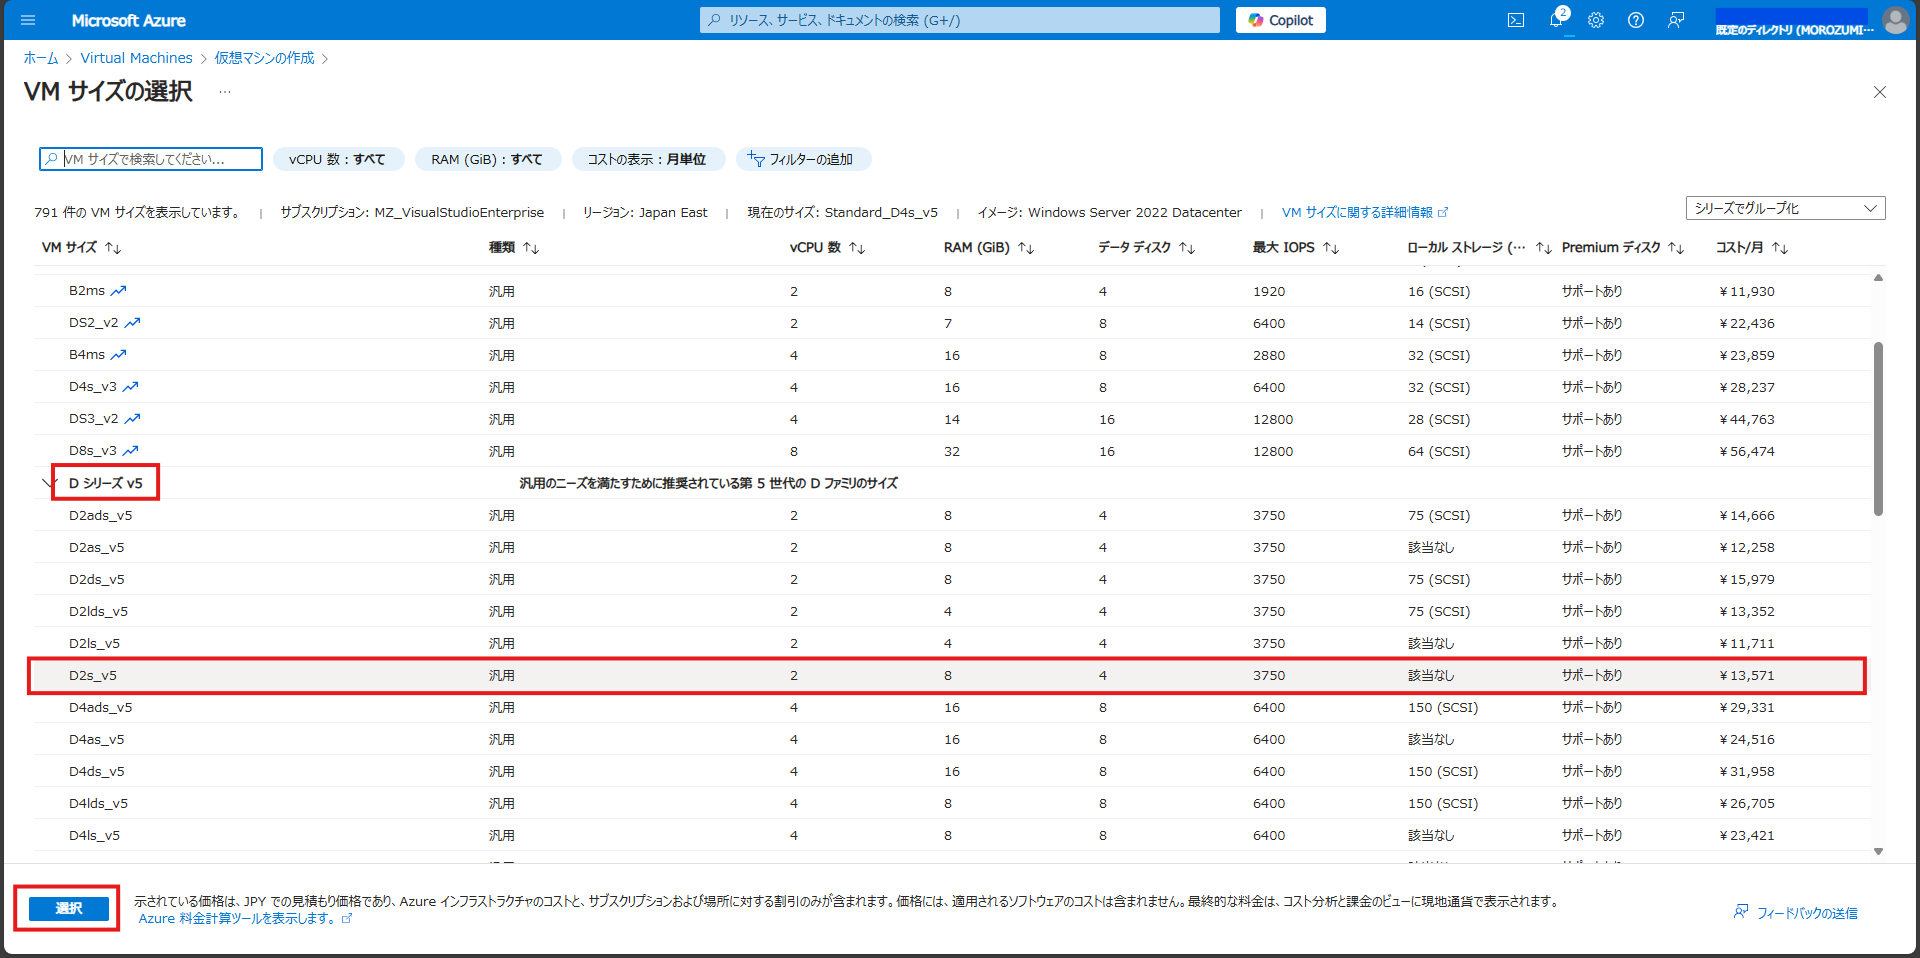 Microsoft Azure
リソース、サービス、ドキュメントの検索 (G+/)
Copilot
2
既定のディレクトリ (MOROZUMI…
ホーム > Virtual Machines > 仮想マシンの作成 >
VM サイズの選択 …
VM サイズで検索してください...
vCPU 数 : すべて
RAM (GiB) : すべて
コストの表示 : 月単位
フィルターの追加
791 件の VM サイズを表示しています。 | サブスクリプション: MZ_VisualStudioEnterprise | リージョン: Japan East | 現在のサイズ: Standard_D4s_v5 | イメージ: Windows Server 2022 Datacenter | VM サイズに関する詳細情報
シリーズでグループ化
VM サイズ ↑↓ 種類 ↑↓ vCPU 数 ↑↓ RAM (GiB) ↑↓ データ ディスク ↑↓ 最大 IOPS ↑↓ ローカル ストレージ (… ↑↓ Premium ディスク ↑↓ コスト/月 ↑↓
B2ms 汎用 2 8 4 1920 16 (SCSI) サポートあり ¥11,930
DS2_v2 汎用 2 7 8 6400 14 (SCSI) サポートあり ¥22,436
B4ms 汎用 4 16 8 2880 32 (SCSI) サポートあり ¥23,859
D4s_v3 汎用 4 16 8 6400 32 (SCSI) サポートあり ¥28,237
DS3_v2 汎用 4 14 16 12800 28 (SCSI) サポートあり ¥44,763
D8s_v3 汎用 8 32 16 12800 64 (SCSI) サポートあり ¥56,474
D シリーズ v5 汎用のニーズを満たすために推奨されている第 5 世代の D ファミリのサイズ
D2ads_v5 汎用 2 8 4 3750 75 (SCSI) サポートあり ¥14,666
D2as_v5 汎用 2 8 4 3750 該当なし サポートあり ¥12,258
D2ds_v5 汎用 2 8 4 3750 75 (SCSI) サポートあり ¥15,979
D2lds_v5 汎用 2 4 4 3750 75 (SCSI) サポートあり ¥13,352
D2ls_v5 汎用 2 4 4 3750 該当なし サポートあり ¥11,711
D2s_v5 汎用 2 8 4 3750 該当なし サポートあり ¥13,571
D4ads_v5 汎用 4 16 8 6400 150 (SCSI) サポートあり ¥29,331
D4as_v5 汎用 4 16 8 6400 該当なし サポートあり ¥24,516
D4ds_v5 汎用 4 16 8 6400 150 (SCSI) サポートあり ¥31,958
D4lds_v5 汎用 4 8 8 6400 150 (SCSI) サポートあり ¥26,705
D4ls_v5 汎用 4 8 8 6400 該当なし サポートあり ¥23,421
選択
示されている価格は、JPY での見積もり価格であり、Azure インフラストラクチャのコストと、サブスクリプションおよび場所に対する割引のみが含まれます。価格には、適用されるソフトウェアのコストは含まれません。最終的な料金は、コスト分析と課金のビューに現地通貨で表示されます。
Azure 料金計算ツールを表示します。
フィードバックの送信